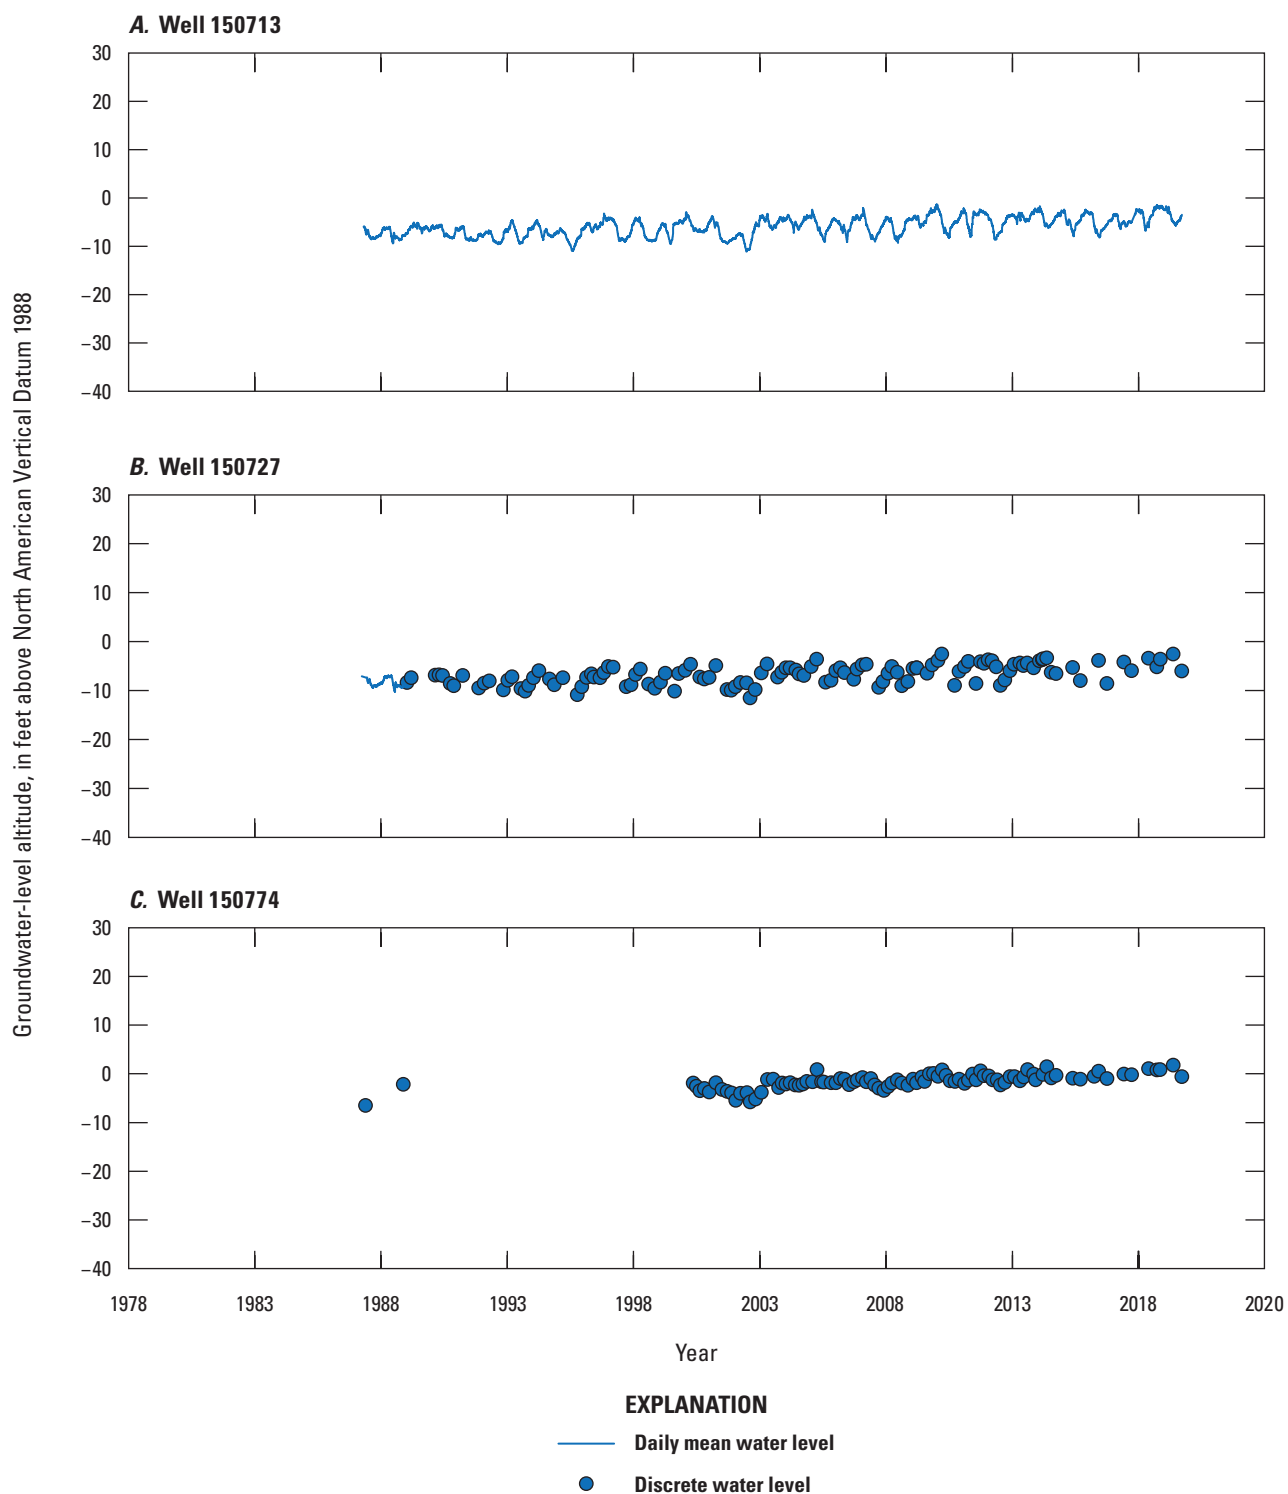 A. Well 150713
30
20
10
0
−10
−20
−30
−40
B. Well 150727
30
20
10
0
−10
−20
−30
−40
C. Well 150774
30
20
10
0
−10
−20
−30
−40
Groundwater-level altitude, in feet above North American Vertical Datum 1988
1978 1983 1988 1993 1998 2003 2008 2013 2018 2020
Year
EXPLANATION
Daily mean water level
Discrete water level